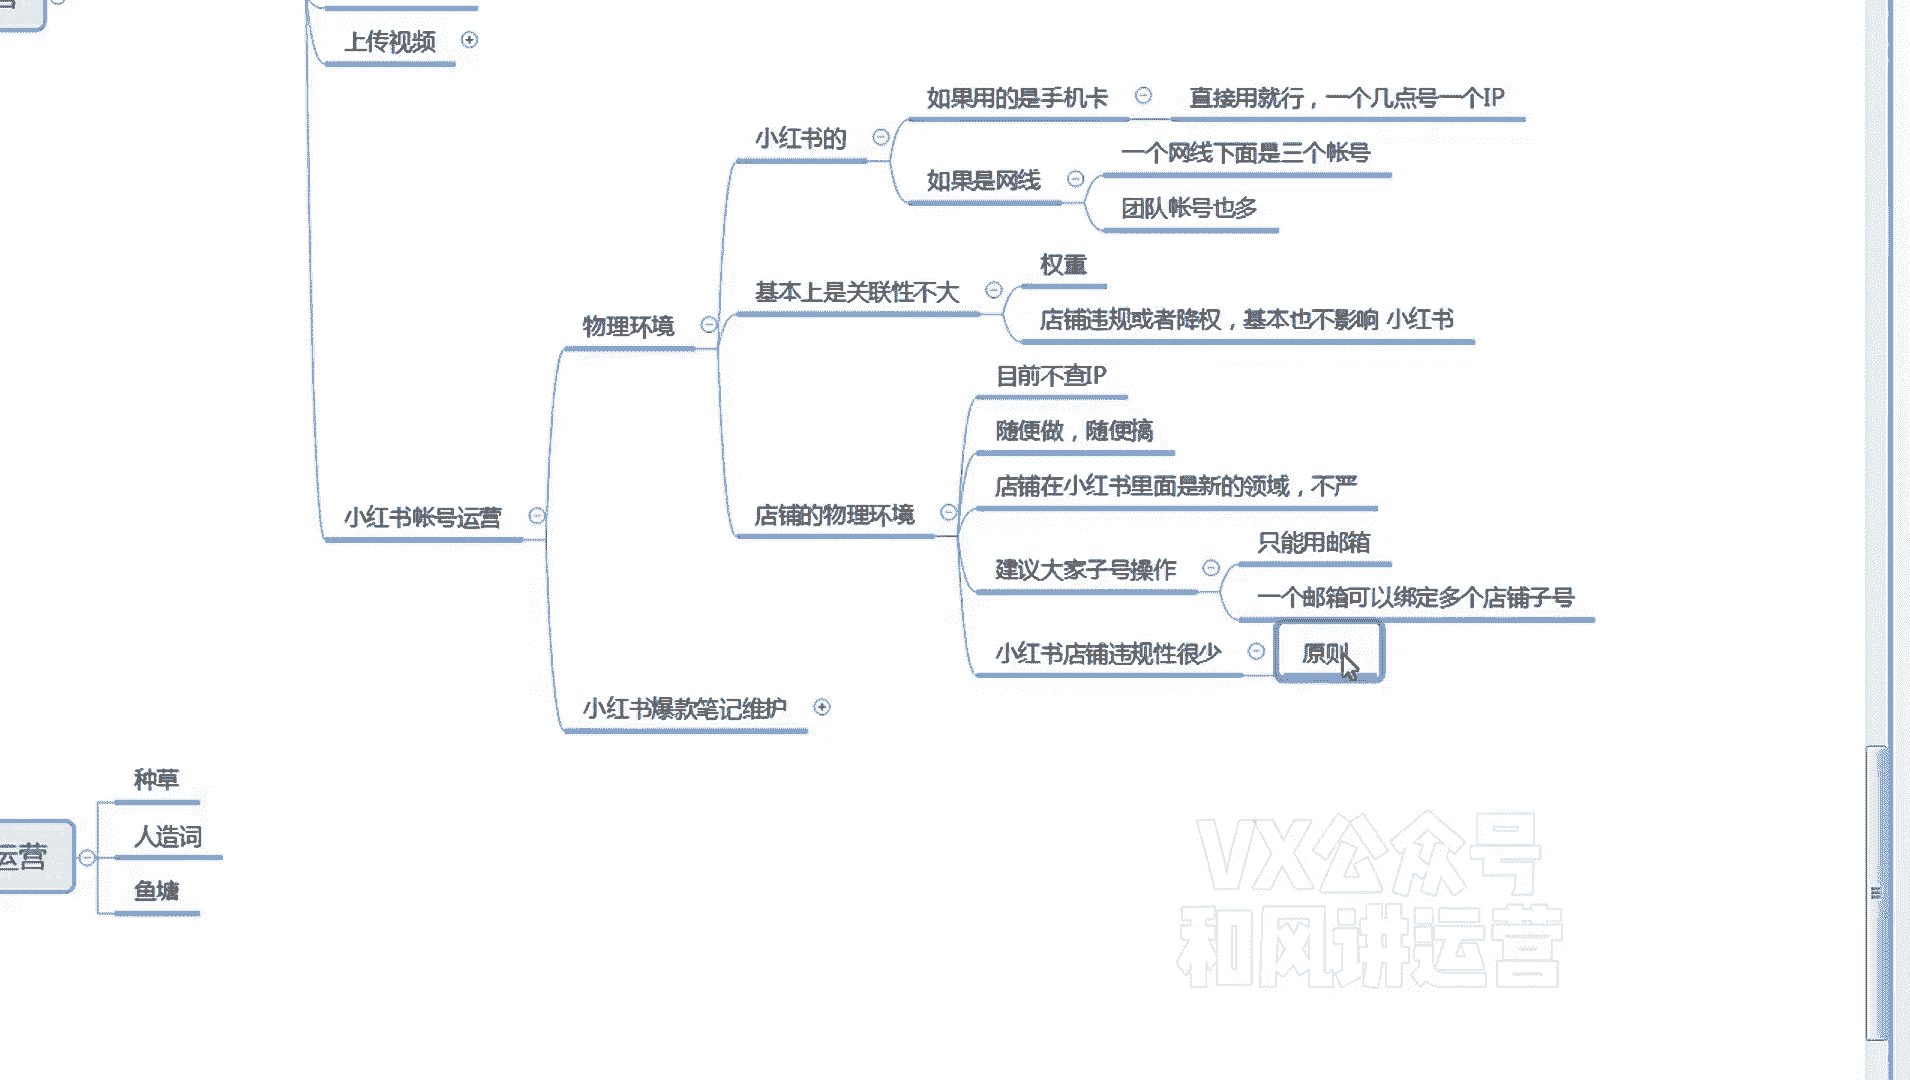 上传视频
如果用的是手机卡
直接用就行，一个几点号一个IP
小红书的
一个网线下面是三个帐号
如果是网线
团队帐号也多
权重
基本上是关联性不大
店铺违规或者降权，基本也不影响 小红书
物理环境
目前不查IP
随便做，随便搞
店铺在小红书里面是新的领域，不严
店铺的物理环境
小红书帐号运营
只能用邮箱
建议大家子号操作
一个邮箱可以绑定多个店铺子号
小红书店铺违规性很少
原则
小红书爆款笔记维护
种草
人造词
运营
鱼塘
VX公众号
和风讲运营